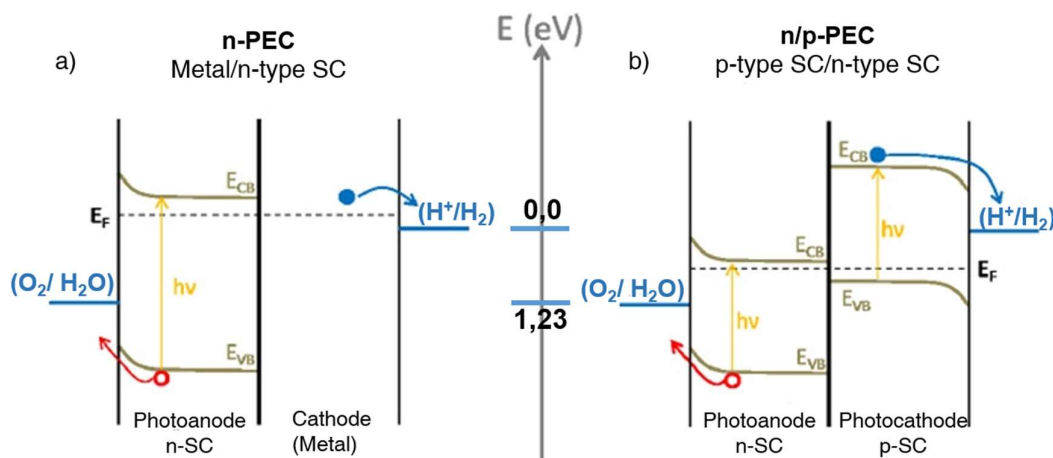 n-PEC
a)
Metal/n-type SC
E_CB
E_F
(H⁺/H₂)
(O₂/ H₂O)
hν
E_VB
Photoanode
n-SC
Cathode
(Metal)
E (eV)
0,0
1,23
n/p-PEC
b)
p-type SC/n-type SC
E_CB
(H⁺/H₂)
E_CB
hν
E_F
(O₂/ H₂O)
E_VB
hν
E_VB
Photoanode
n-SC
Photocathode
p-SC